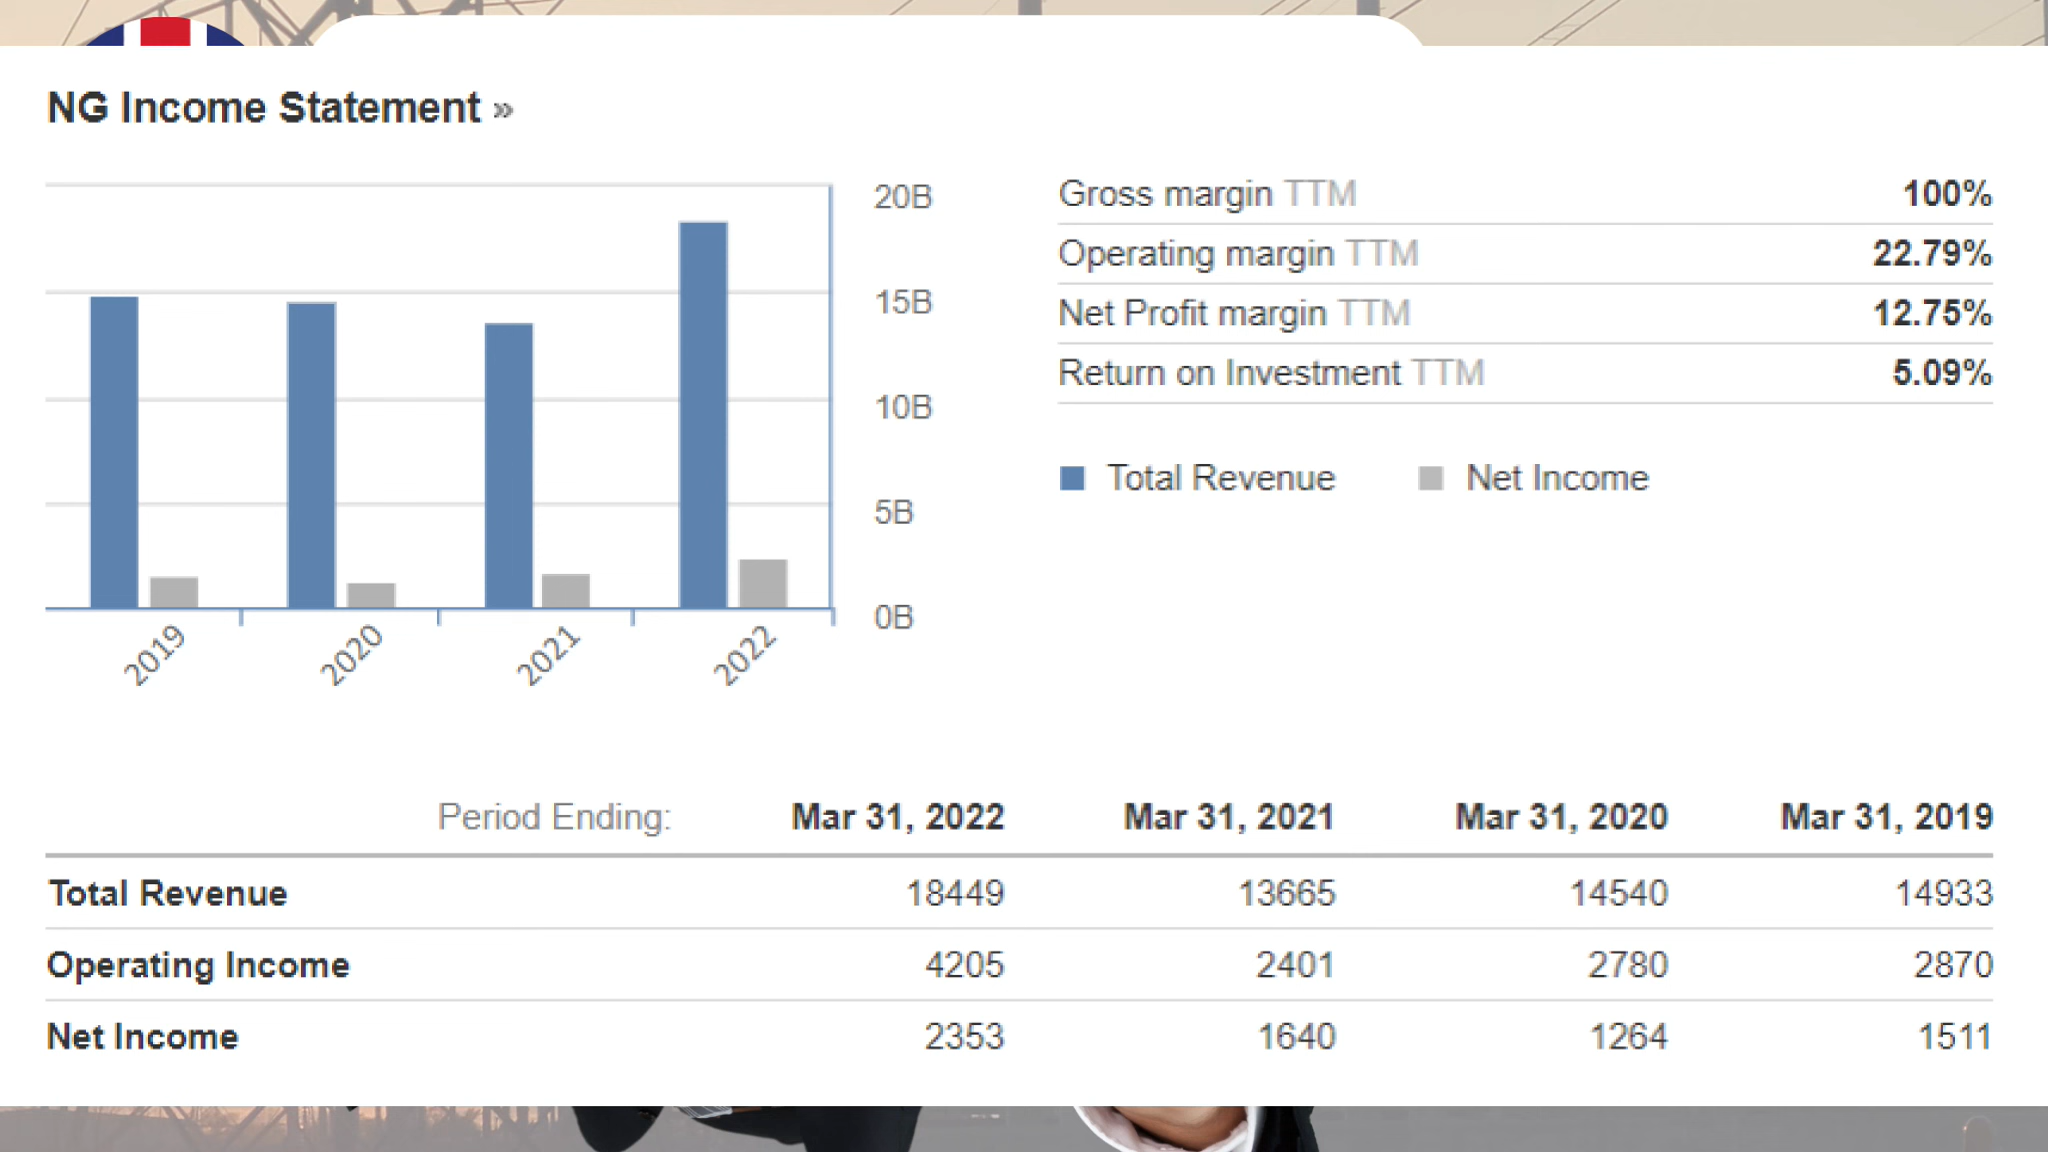 NG Income Statement »
20B
15B
10B
5B
0B
2019
2020
2021
2022
Gross margin TTM 100%
Operating margin TTM 22.79%
Net Profit margin TTM 12.75%
Return on Investment TTM 5.09%
Total Revenue Net Income
Period Ending: Mar 31, 2022 Mar 31, 2021 Mar 31, 2020 Mar 31, 2019
Total Revenue 18449 13665 14540 14933
Operating Income 4205 2401 2780 2870
Net Income 2353 1640 1264 1511